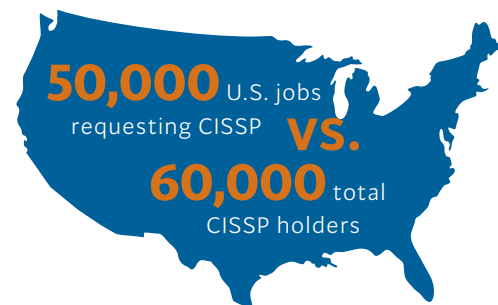 50,000 U.S. jobs
requesting CISSP vs.
60,000 total
CISSP holders